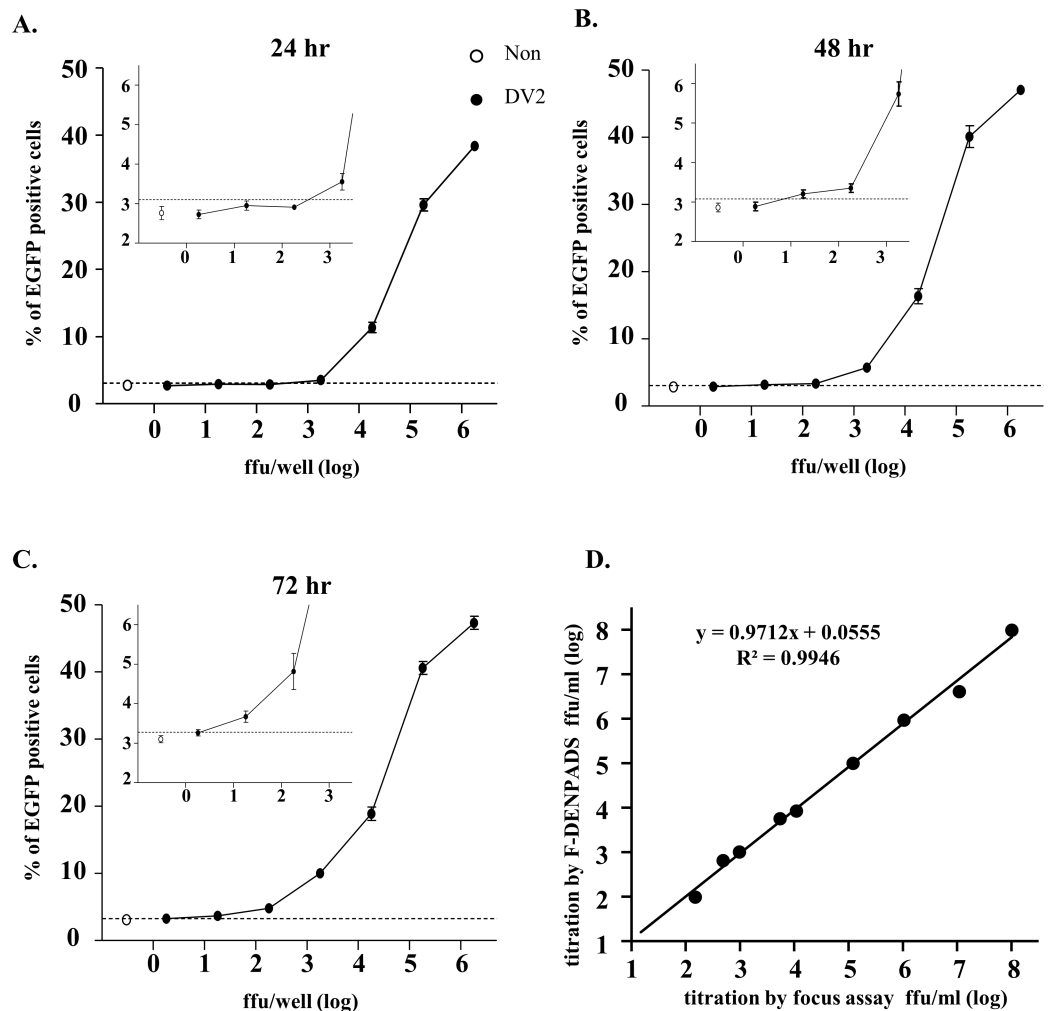 A.
24 hr
Non
DV2
% of EGFP positive cells
50
40
30
20
10
0
6
5
4
3
2
0 1 2 3
0 1 2 3 4 5 6
ffu/well (log)
B.
48 hr
% of EGFP positive cells
50
40
30
20
10
0
6
5
4
3
2
0 1 2 3
0 1 2 3 4 5 6
ffu/well (log)
C.
72 hr
% of EGFP positive cells
50
40
30
20
10
0
6
5
4
3
2
0 1 2 3
0 1 2 3 4 5 6
ffu/well (log)
D.
titration by F-DENPADS ffu/ml (log)
y = 0.9712x + 0.0555
R² = 0.9946
8
7
6
5
4
3
2
1
1 2 3 4 5 6 7 8
titration by focus assay ffu/ml (log)